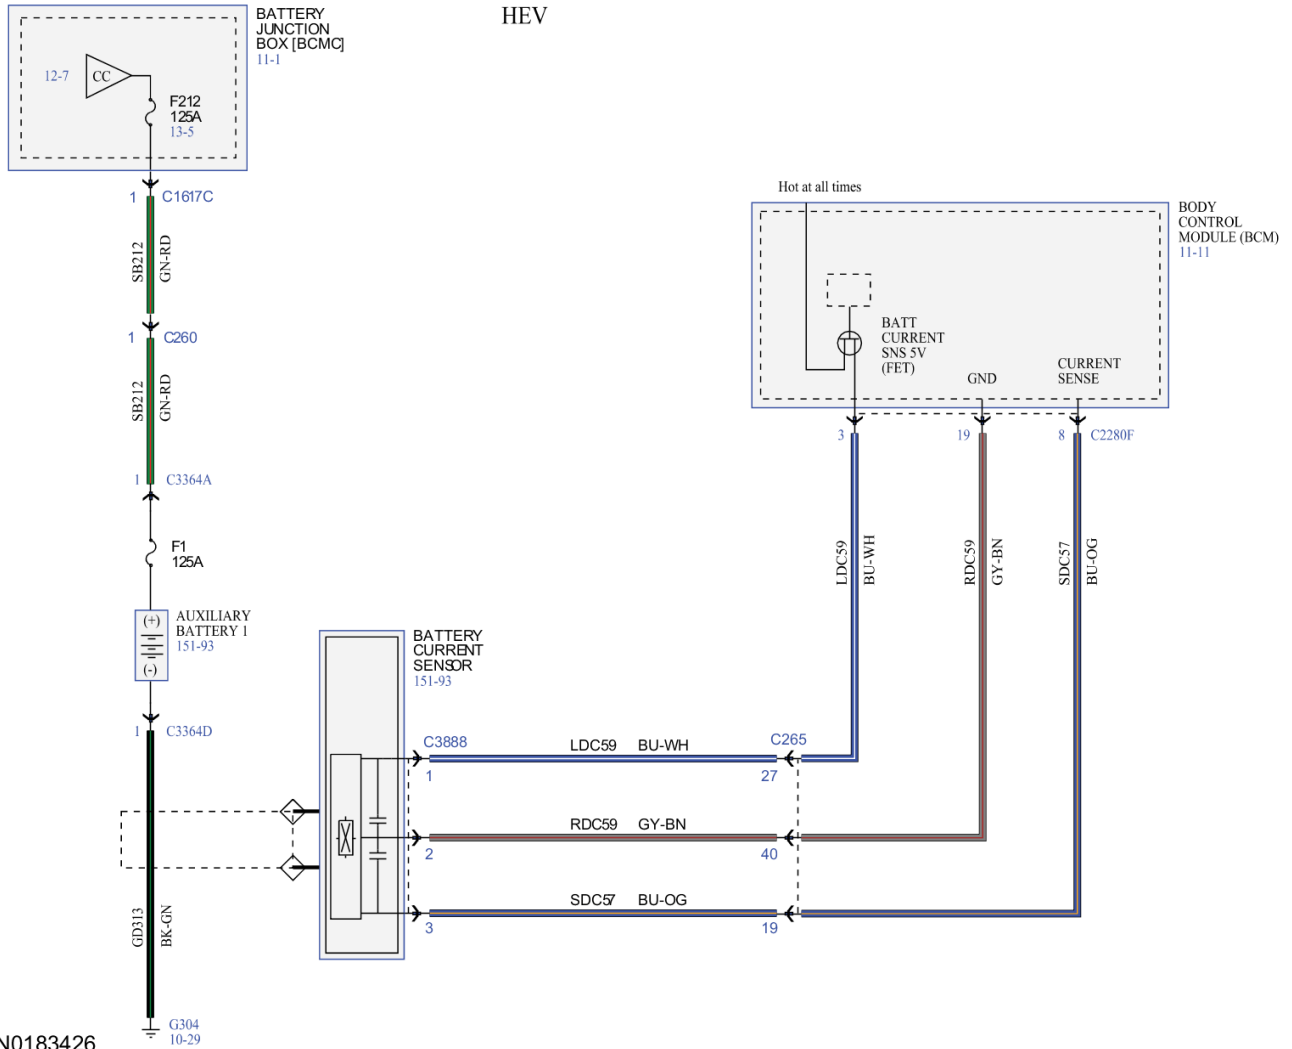 HEV
BATTERY
JUNCTION
BOX [BCMC]
11-1
12-7
CC
F212
125A
13-5
1 C1617C
SB212
GN-RD
1 C260
SB212
GN-RD
1 C3364A
F1
125A
(+)
(-)
AUXILIARY
BATTERY 1
151-93
1 C3364D
GD313
BK-GN
G304
10-29
N0183426
BATTERY
CURRENT
SENSOR
151-93
C3888
LDC59 BU-WH
C265
1
27
RDC59 GY-BN
2
40
SDC57 BU-OG
3
19
Hot at all times
BODY
CONTROL
MODULE (BCM)
11-11
BATT
CURRENT
SNS 5V
(FET)
GND
CURRENT
SENSE
3
19
8 C2280F
LDC59
BU-WH
RDC59
GY-BN
SDC57
BU-OG